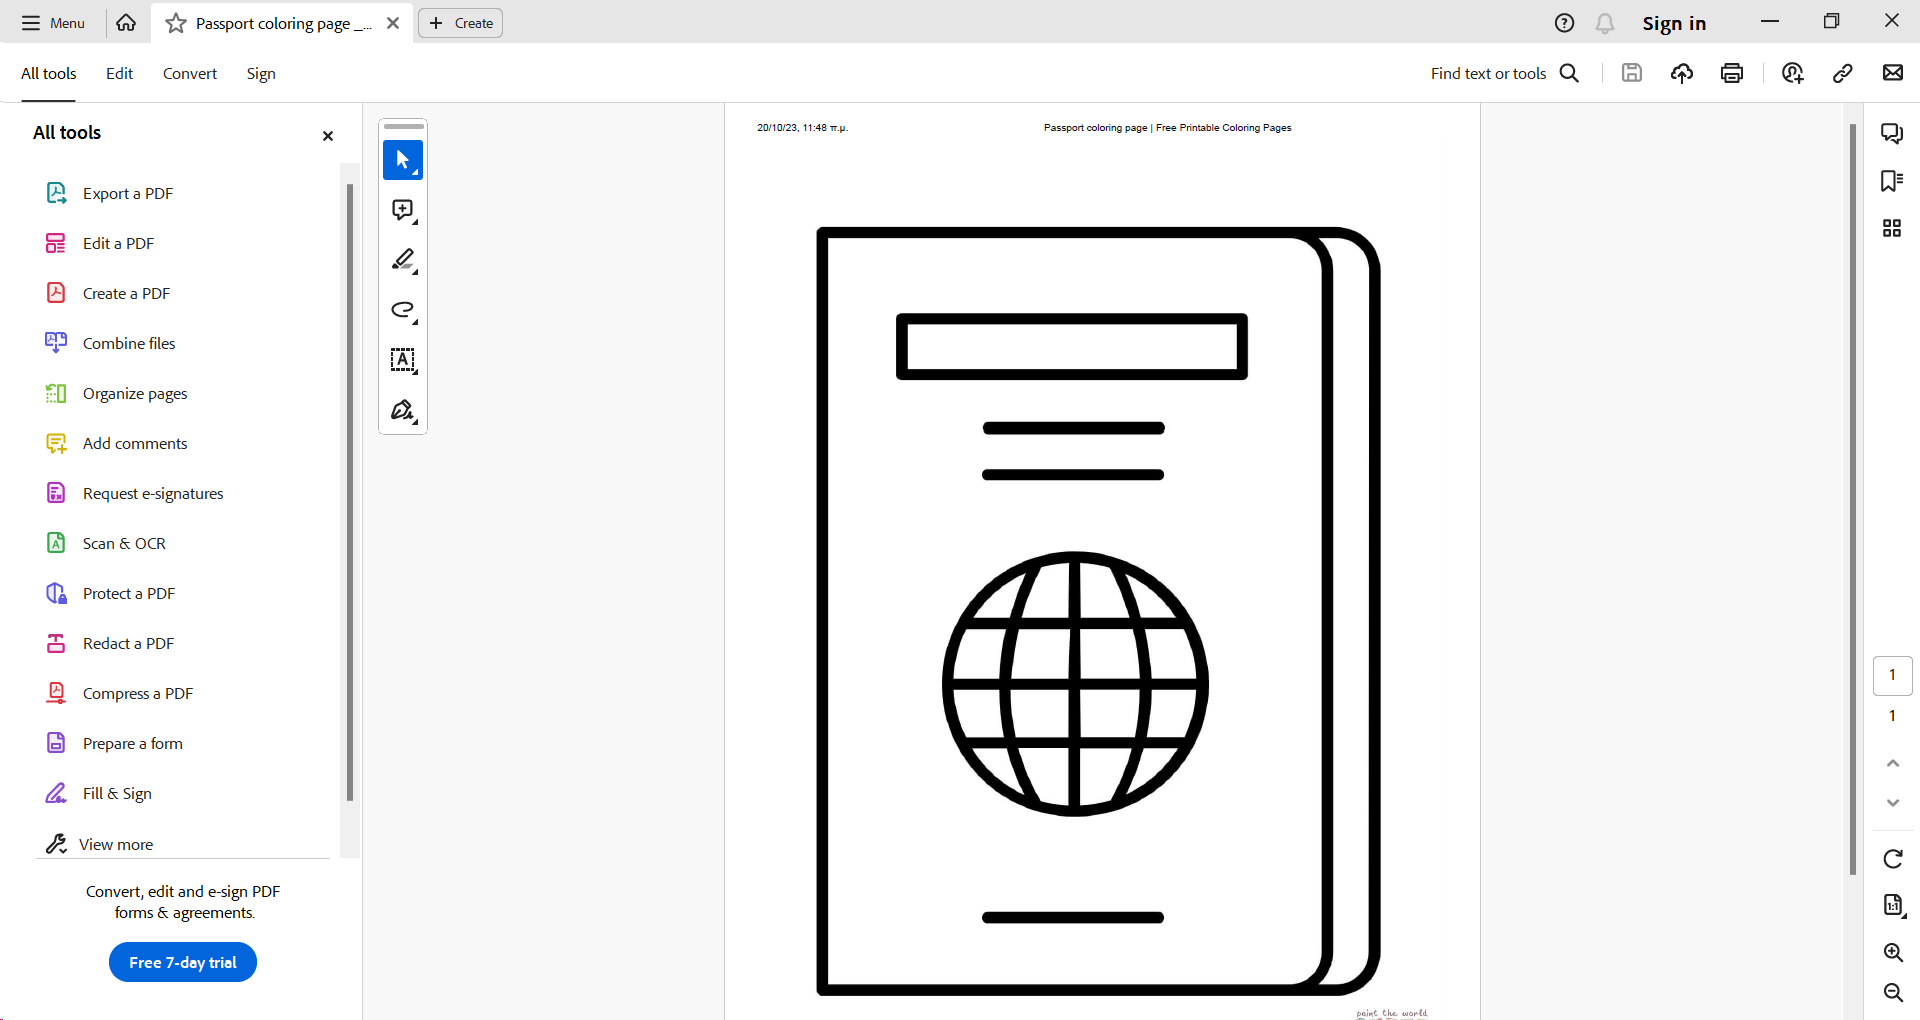 Menu
Passport coloring page _...
Create
Sign in
All tools
Edit
Convert
Sign
Find text or tools
All tools
Export a PDF
Edit a PDF
Create a PDF
Combine files
Organize pages
Add comments
Request e-signatures
Scan & OCR
Protect a PDF
Redact a PDF
Compress a PDF
Prepare a form
Fill & Sign
View more
Convert, edit and e-sign PDF
forms & agreements.
Free 7-day trial
20/10/23, 11:48 π.μ.
Passport coloring page | Free Printable Coloring Pages
paint the world
1
1